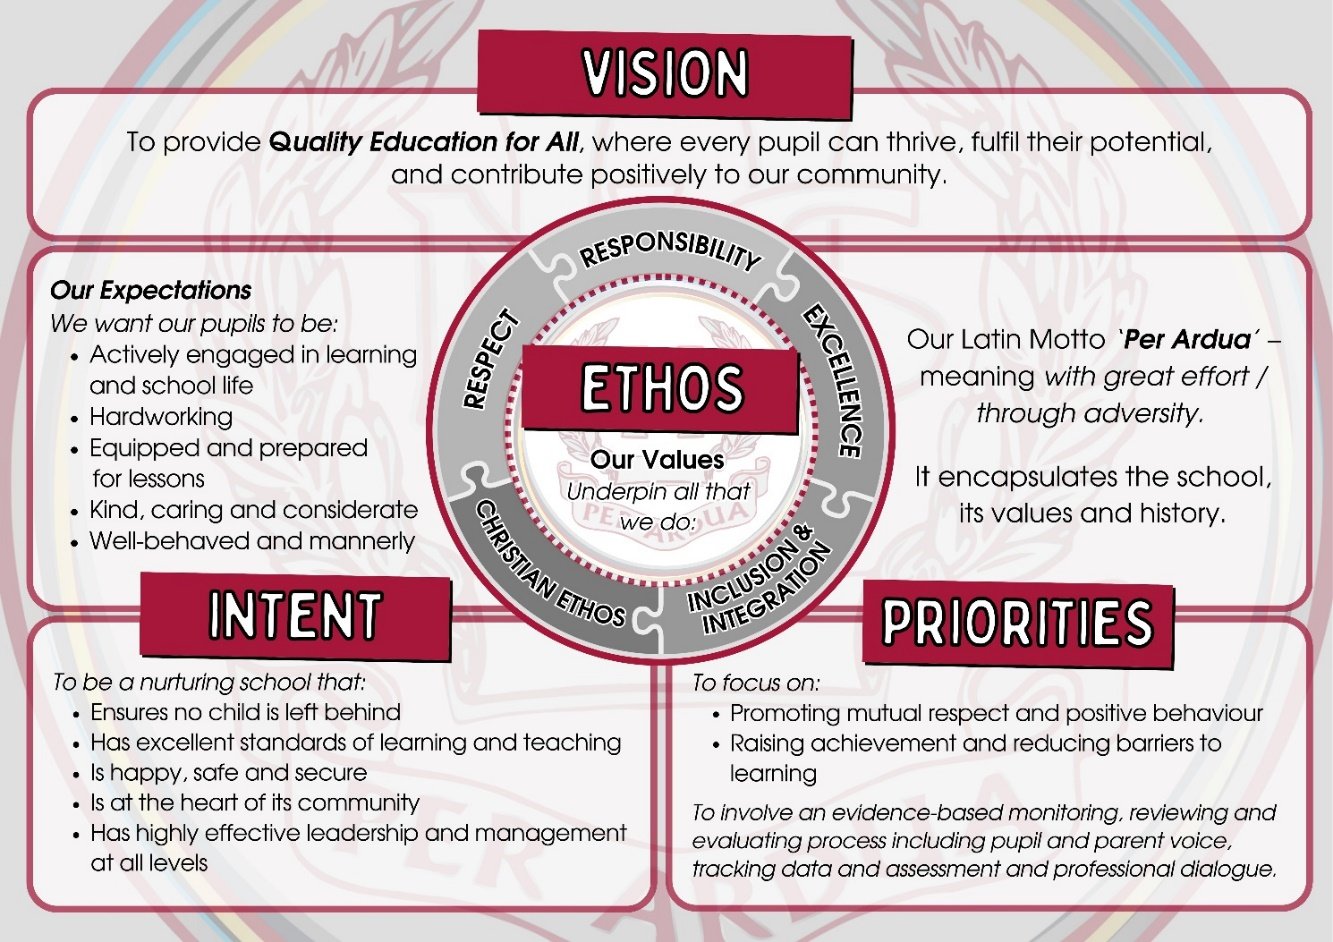 VISION
To provide Quality Education for All, where every pupil can thrive, fulfil their potential,
and contribute positively to our community.
Our Expectations
We want our pupils to be:
• Actively engaged in learning
and school life
• Hardworking
• Equipped and prepared
for lessons
• Kind, caring and considerate
• Well-behaved and mannerly
RESPECT
RESPONSIBILITY
EXCELLENCE
INCLUSION &
INTEGRATION
CHRISTIAN ETHOS
ETHOS
Our Values
Underpin all that
we do:
PER ARDUA
Our Latin Motto ‘Per Ardua’ –
meaning with great effort /
through adversity.
It encapsulates the school,
its values and history.
INTENT
To be a nurturing school that:
• Ensures no child is left behind
• Has excellent standards of learning and teaching
• Is happy, safe and secure
• Is at the heart of its community
• Has highly effective leadership and management
at all levels
PRIORITIES
To focus on:
• Promoting mutual respect and positive behaviour
• Raising achievement and reducing barriers to
learning
To involve an evidence-based monitoring, reviewing and
evaluating process including pupil and parent voice,
tracking data and assessment and professional dialogue.
PER ARDUA